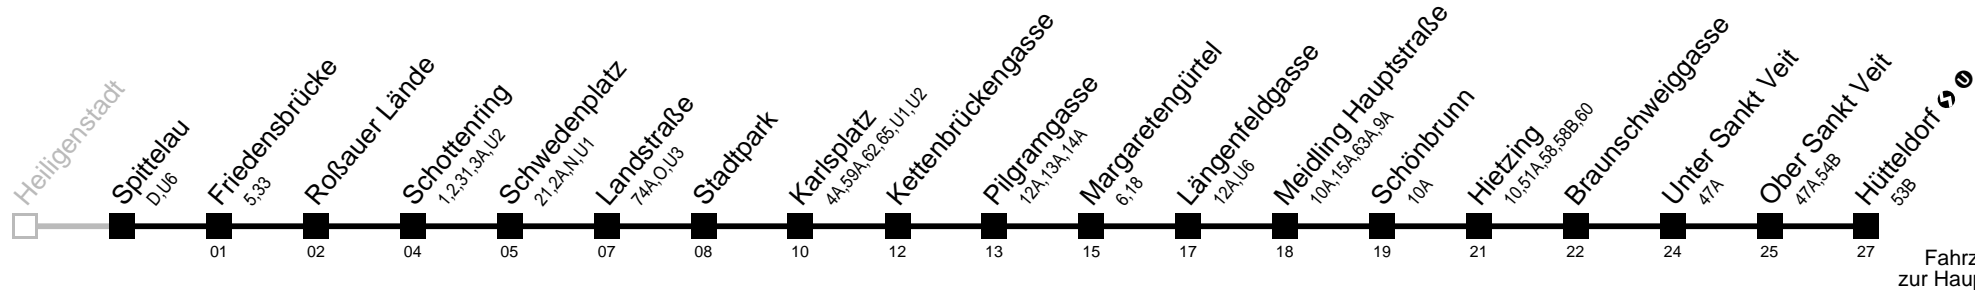 Heiligenstadt
Spittelau
D,U6
Friedensbrücke
5,33
Roßauer Lände
Schottenring
1,2,31,3A,U2
Schwedenplatz
21,2A,N,U1
Landstraße
74A,O,U3
Stadtpark
Karlsplatz
4A,59A,62,65,U1,U2
Kettenbrückengasse
Pilgramgasse
12A,13A,14A
Margaretengürtel
6,18
Längenfeldgasse
12A,U6
Meidling Hauptstraße
10A,15A,63A,9A
Schönbrunn
10A
Hietzing
10,51A,58,58B,60
Braunschweiggasse
Unter Sankt Veit
47A
Ober Sankt Veit
47A,54B
Hütteldorf U
53B
01 02 04 05 07 08 10 12 13 15 17 18 19 21 22 24 25 27
Fahrz
zur Haup